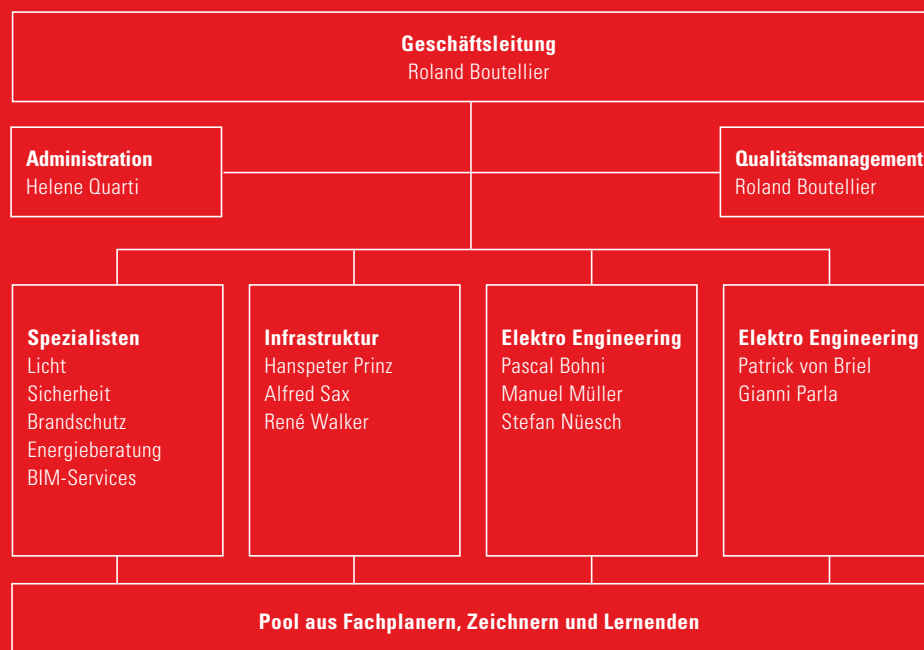 Geschäftsleitung
Roland Boutellier
Administration
Helene Quarti
Qualitätsmanagement
Roland Boutellier
Spezialisten
Licht
Sicherheit
Brandschutz
Energieberatung
BIM-Services
Infrastruktur
Hanspeter Prinz
Alfred Sax
René Walker
Elektro Engineering
Pascal Bohni
Manuel Müller
Stefan Nüesch
Elektro Engineering
Patrick von Briel
Gianni Parla
Pool aus Fachplanern, Zeichnern und Lernenden